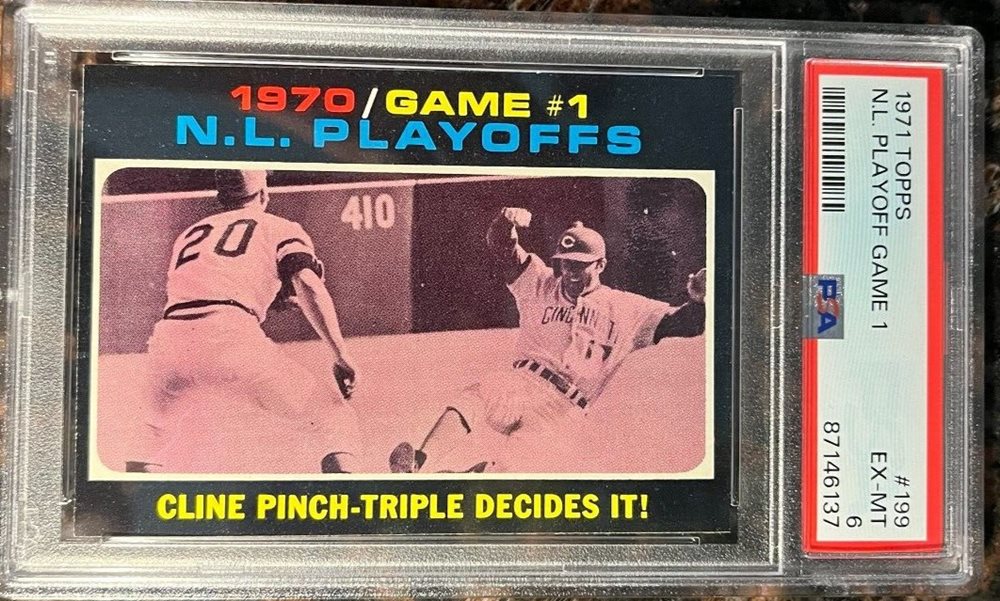 1970/GAME #1
N.L. PLAYOFFS
20
410
C
CINCINNATI
CLINE PINCH-TRIPLE DECIDES IT!
1971 TOPPS #199
N.L. PLAYOFF GAME 1 EX-MT
6
PSA 87146137